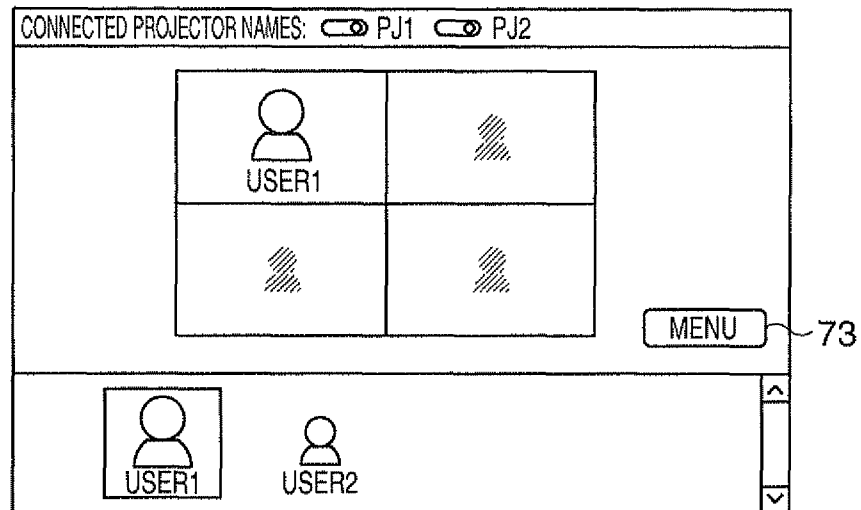 CONNECTED PROJECTOR NAMES: PJ1 PJ2
USER1
MENU 73
USER1 USER2